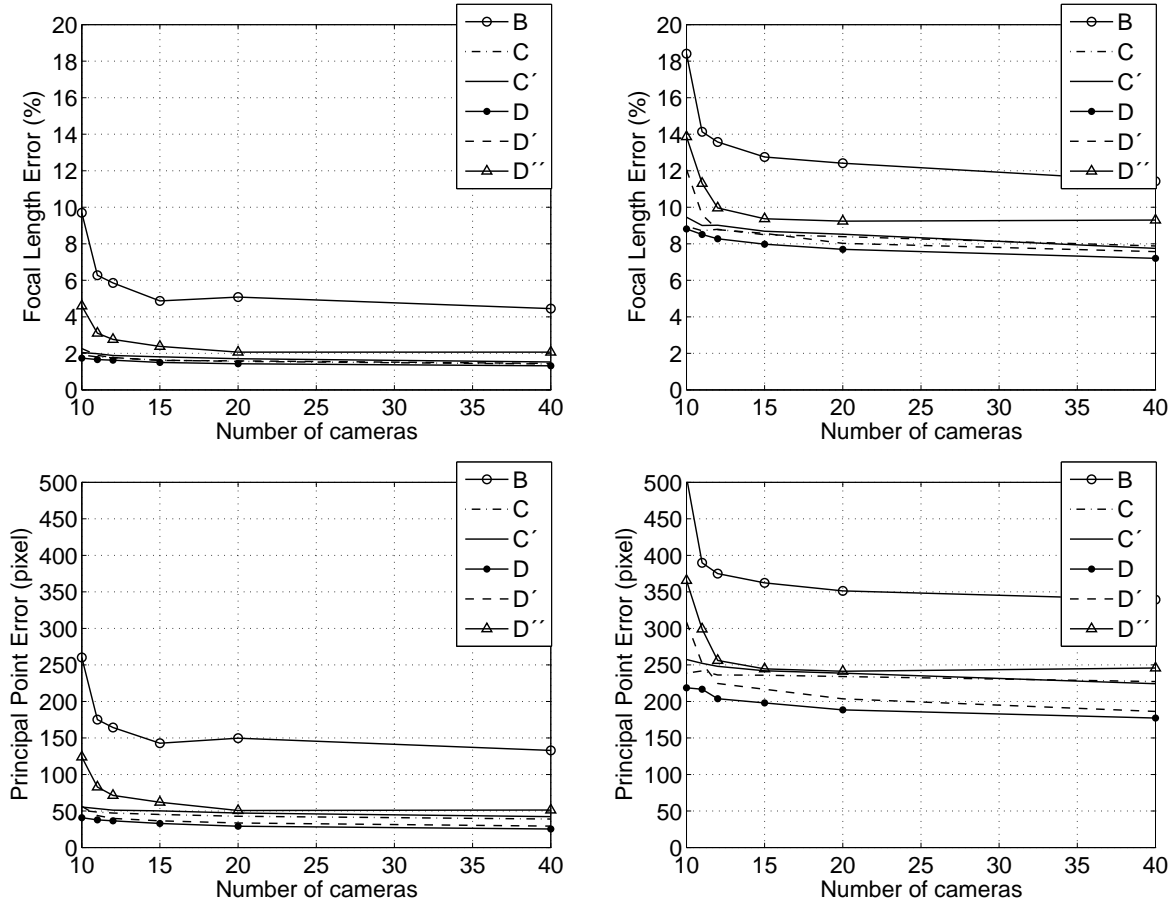 20
18
16
14
12
10
8
6
4
2
0
Focal Length Error (%)
10 15 20 25 30 35 40
Number of cameras
B
C
C´
D
D´
D´´
20
18
16
14
12
10
8
6
4
2
0
Focal Length Error (%)
10 15 20 25 30 35 40
Number of cameras
B
C
C´
D
D´
D´´
500
450
400
350
300
250
200
150
100
50
0
Principal Point Error (pixel)
10 15 20 25 30 35 40
Number of cameras
B
C
C´
D
D´
D´´
500
450
400
350
300
250
200
150
100
50
0
Principal Point Error (pixel)
10 15 20 25 30 35 40
Number of cameras
B
C
C´
D
D´
D´´